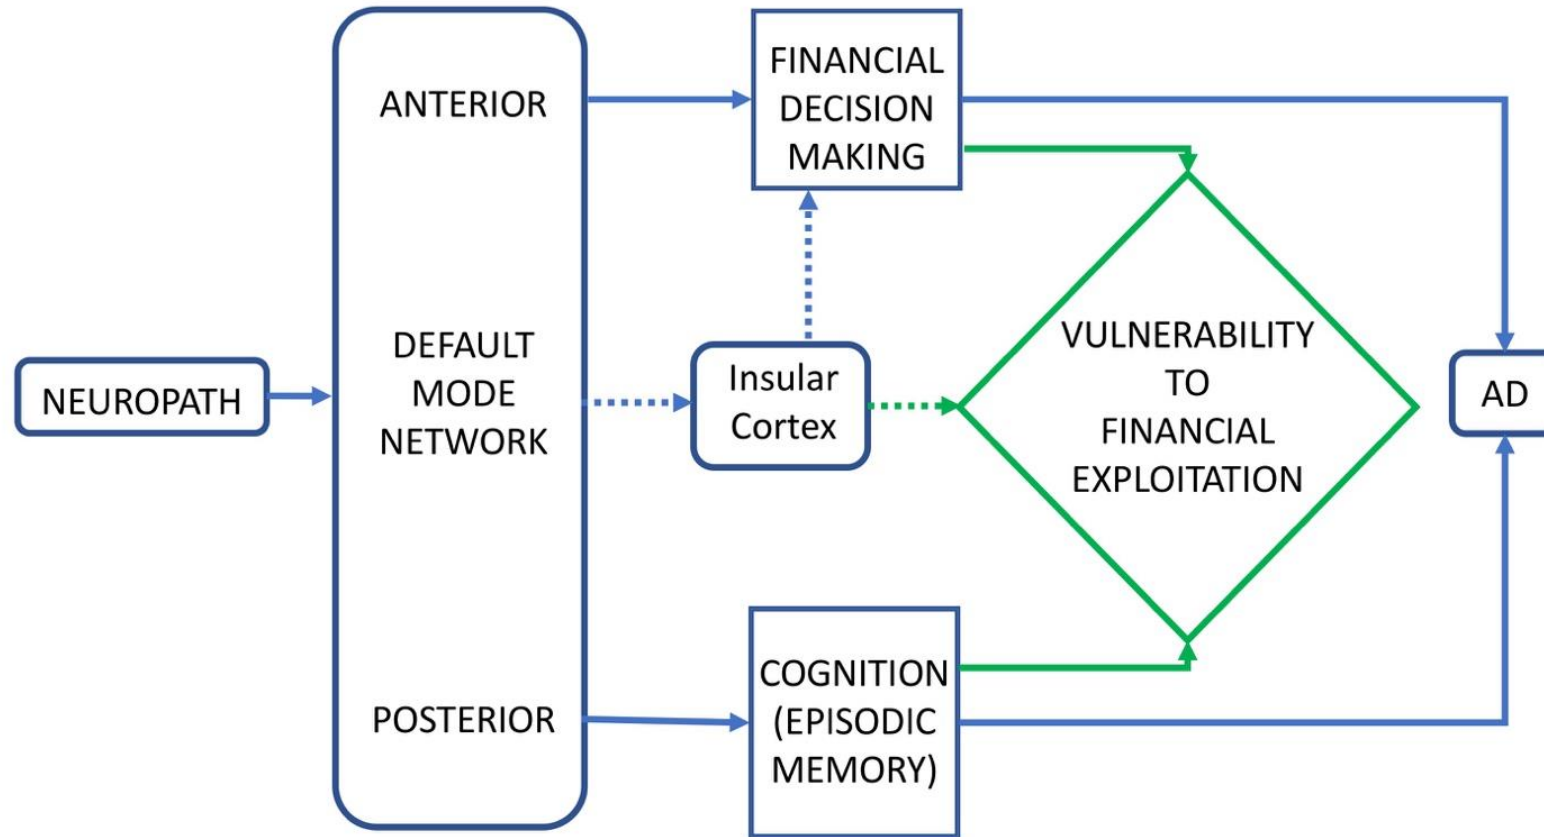 ANTERIOR
DEFAULT
MODE
NETWORK
POSTERIOR
NEUROPATH
FINANCIAL
DECISION
MAKING
Insular
Cortex
COGNITION
(EPISODIC
MEMORY)
VULNERABILITY
TO
FINANCIAL
EXPLOITATION
AD